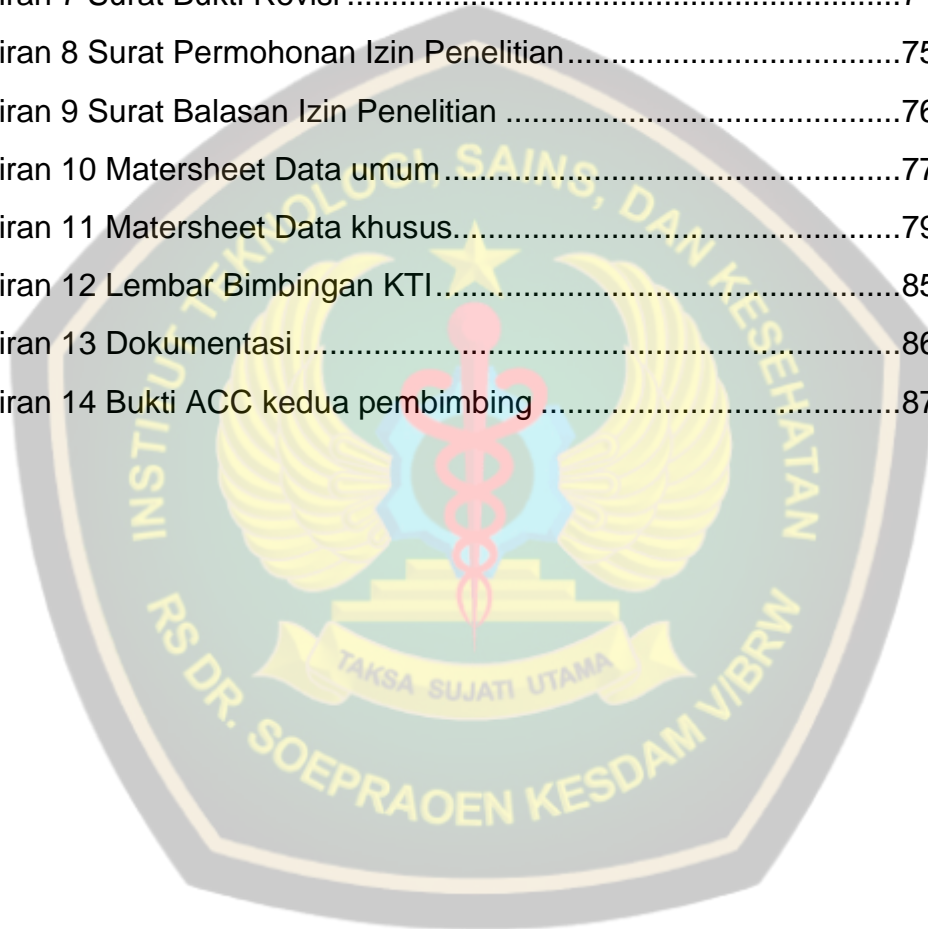 iran 8 Surat Permohonan Izin Penelitian....................................75
iran 9 Surat Balasan Izin Penelitian ...........................................76
iran 10 Matersheet Data umum..................................................77
iran 11 Matersheet Data khusus.................................................79
iran 12 Lembar Bimbingan KTI...................................................85
iran 13 Dokumentasi...................................................................86
iran 14 Bukti ACC kedua pembimbing .......................................87
INSTITUT TEKNOLOGI, SAINS, DAN KESEHATAN
TAKSA SUJATI UTAMA
RS DR. SOEPRAOEN KESDAM V/BRW